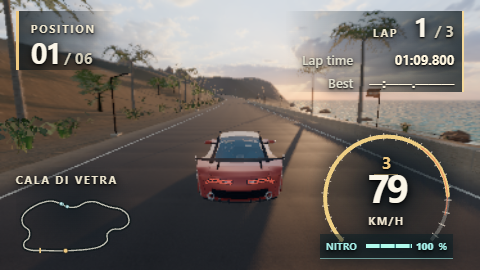 POSITION
01 / 06
LAP 1 / 3
Lap time 01:09.800
Best
CALA DI VETRA
3
79
KM/H
NITRO 100 %